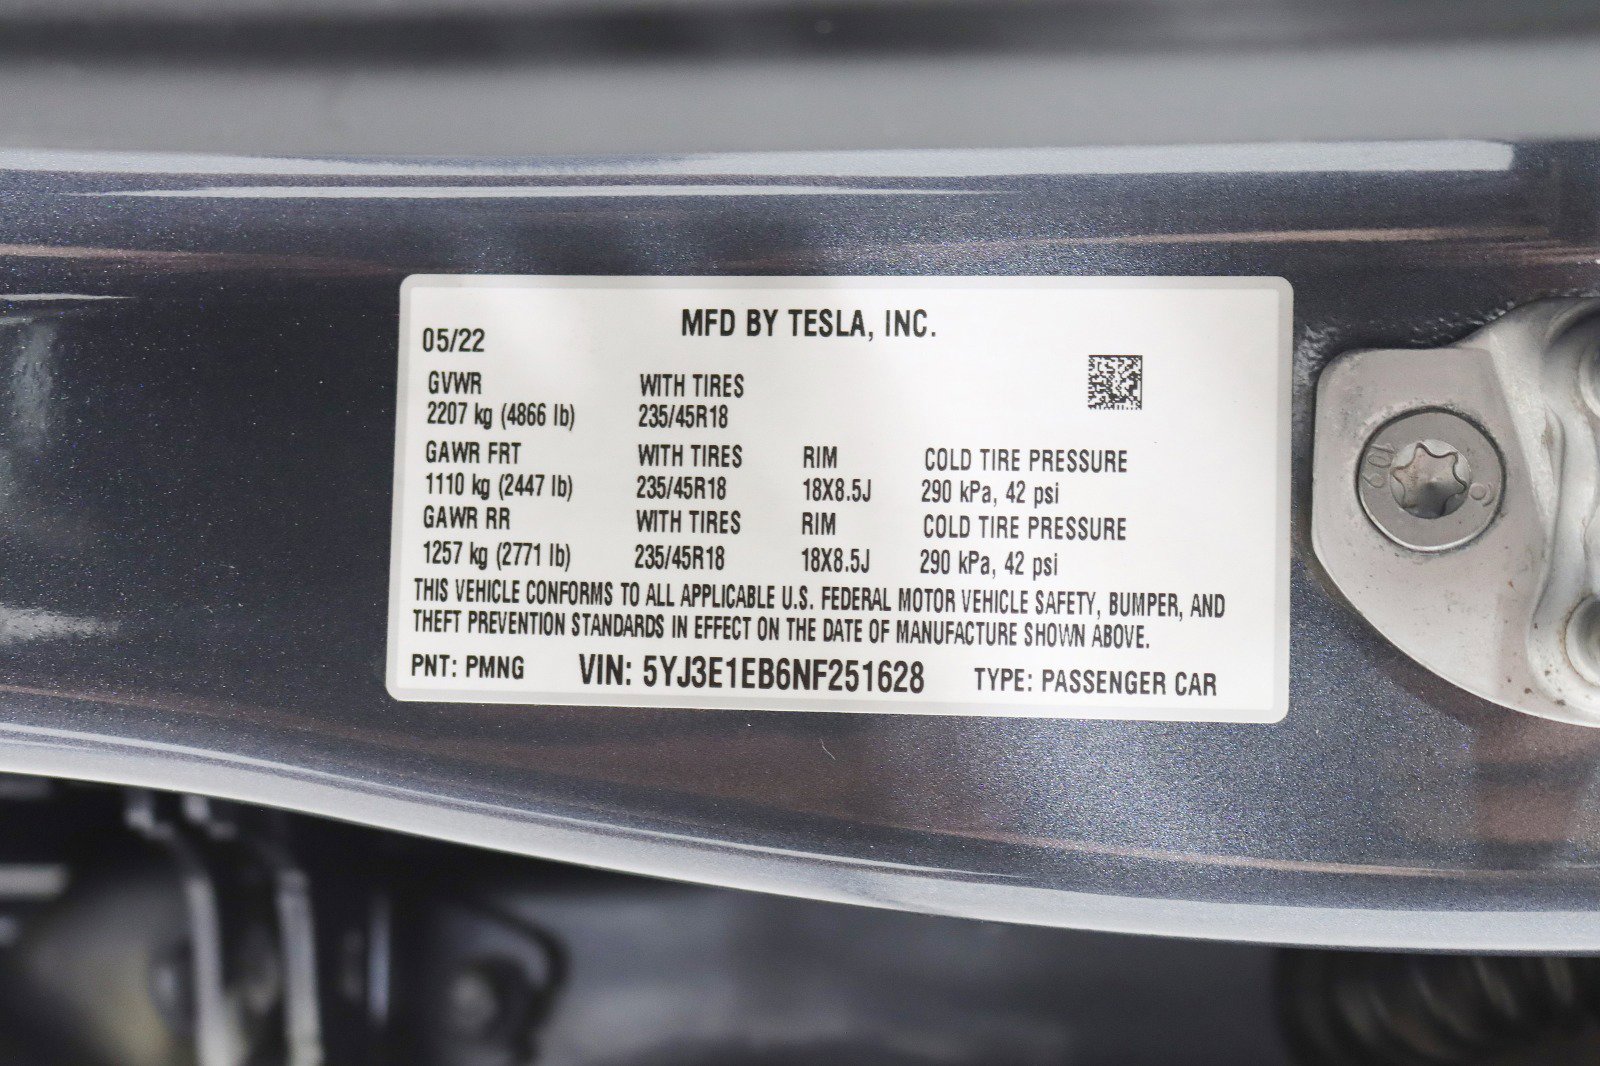 MFD BY TESLA, INC.
05/22
GVWR WITH TIRES
2207 kg (4866 lb) 235/45R18
GAWR FRT WITH TIRES RIM COLD TIRE PRESSURE
1110 kg (2447 lb) 235/45R18 18X8.5J 290 kPa, 42 psi
GAWR RR WITH TIRES RIM COLD TIRE PRESSURE
1257 kg (2771 lb) 235/45R18 18X8.5J 290 kPa, 42 psi
THIS VEHICLE CONFORMS TO ALL APPLICABLE U.S. FEDERAL MOTOR VEHICLE SAFETY, BUMPER, AND
THEFT PREVENTION STANDARDS IN EFFECT ON THE DATE OF MANUFACTURE SHOWN ABOVE.
PNT: PMNG VIN: 5YJ3E1EB6NF251628 TYPE: PASSENGER CAR